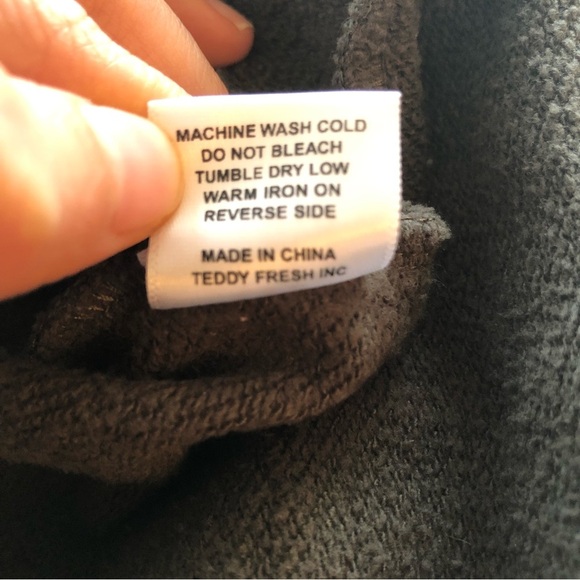 MACHINE WASH COLD
DO NOT BLEACH
TUMBLE DRY LOW
WARM IRON ON
REVERSE SIDE
MADE IN CHINA
TEDDY FRESH INC